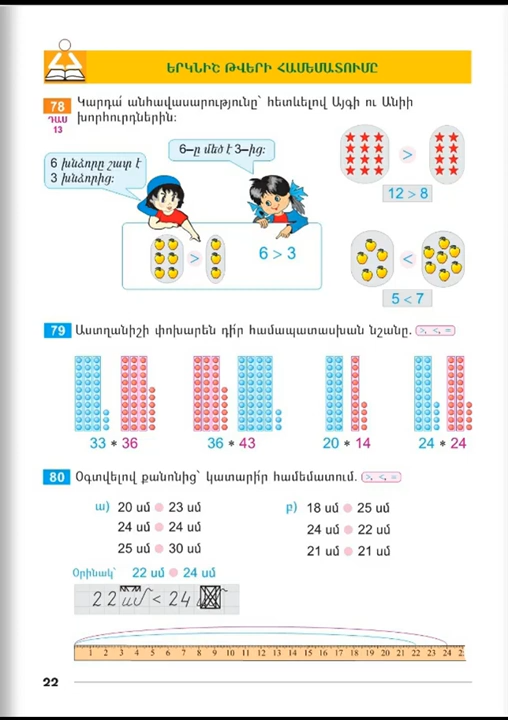 ԵՐԿՆԻՇ ԹՎԵՐԻ ՀԱՄԵՄԱՏՈՒՄԸ
78 Կարդա՛ անհավասարությունը՝ հետևելով Այգի ու Անիի
ԴԱՍ 13 խորհուրդներին:
6 խնձորը շատ է
3 խնձորից:
6–ը մեծ է 3–ից:
>
12 > 8
>
6 > 3
<
5 < 7
79 Աստղանիշի փոխարեն դի՛ր համապատասխան նշանը. >, <, =
33 * 36 36 * 43 20 * 14 24 * 24
80 Օգտվելով քանոնից՝ կատարի՛ր համեմատում. >, <, =
ա) 20 սմ 23 սմ բ) 18 սմ 25 սմ
24 սմ 24 սմ 24 սմ 22 սմ
25 սմ 30 սմ 21 սմ 21 սմ
Օրինակ՝ 22 սմ 24 սմ
22 սմ < 24
1 2 3 4 5 6 7 8 9 10 11 12 13 14 15 16 17 18 19 20 21 22 23 24 2
22